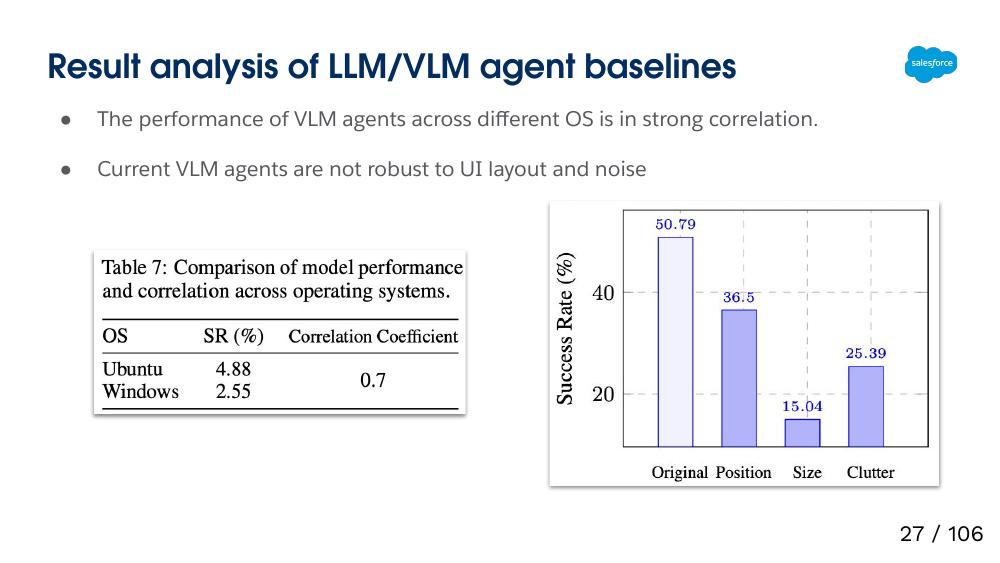 Result analysis of LLM/VLM agent baselines
salesforce
● The performance of VLM agents across different OS is in strong correlation.
● Current VLM agents are not robust to UI layout and noise
Table 7: Comparison of model performance
and correlation across operating systems.
OS SR (%) Correlation Coefficient
Ubuntu 4.88
0.7
Windows 2.55
Success Rate (%)
40
20
50.79
36.5
15.04
25.39
Original Position Size Clutter
27 / 106